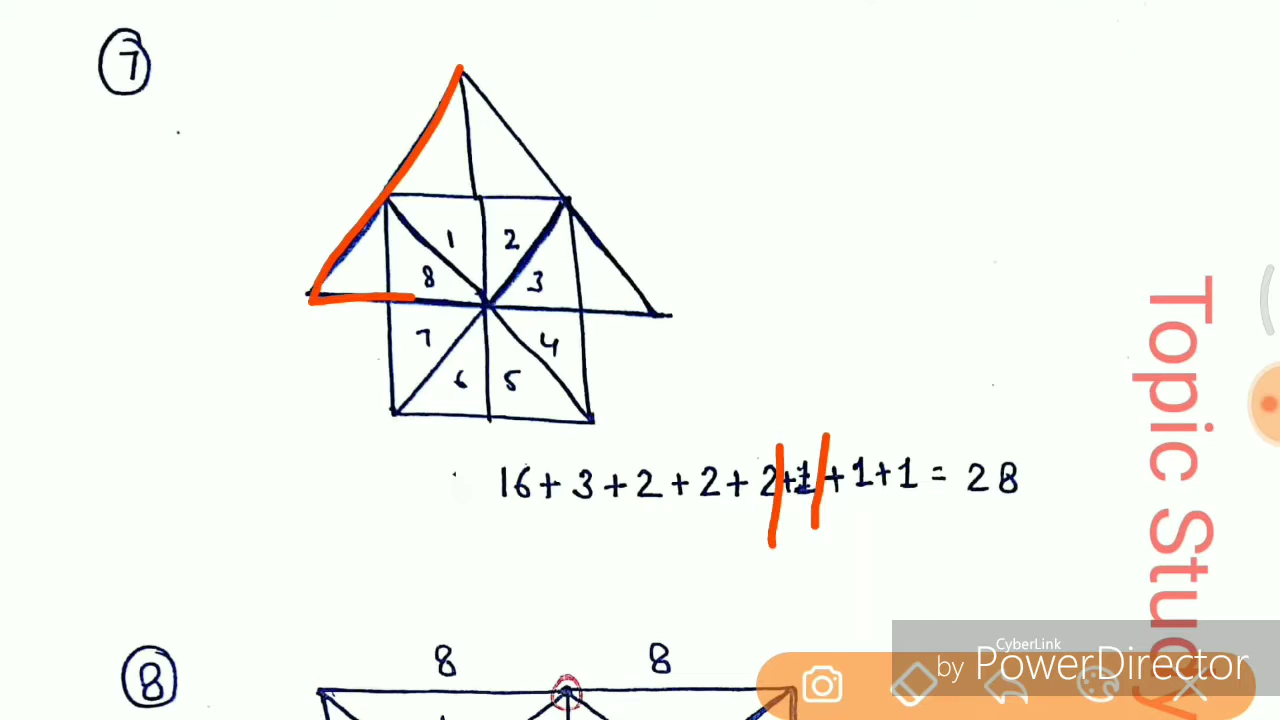 7
1 2
8 3
7 4
6 5
16+3+2+2+2+1+1+1=28
8
8 8
Topic Study
CyberLink
by PowerDirector